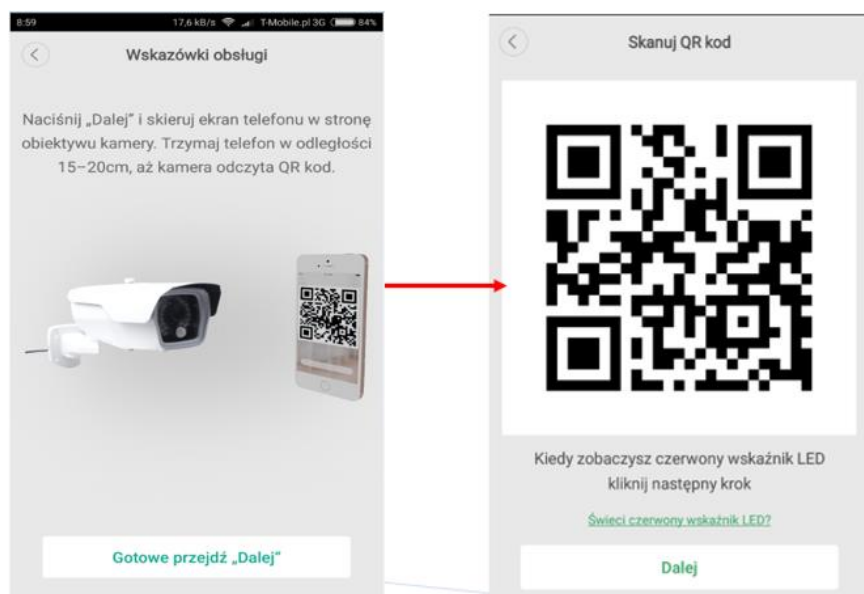 8:59 17,6 kB/s T-Mobile.pl 3G 84%
Wskazówki obsługi
Naciśnij „Dalej” i skieruj ekran telefonu w stronę
obiektywu kamery. Trzymaj telefon w odległości
15–20cm, aż kamera odczyta QR kod.
Gotowe przejdź „Dalej”
Skanuj QR kod
Kiedy zobaczysz czerwony wskaźnik LED
kliknij następny krok
Świeci czerwony wskaźnik LED?
Dalej